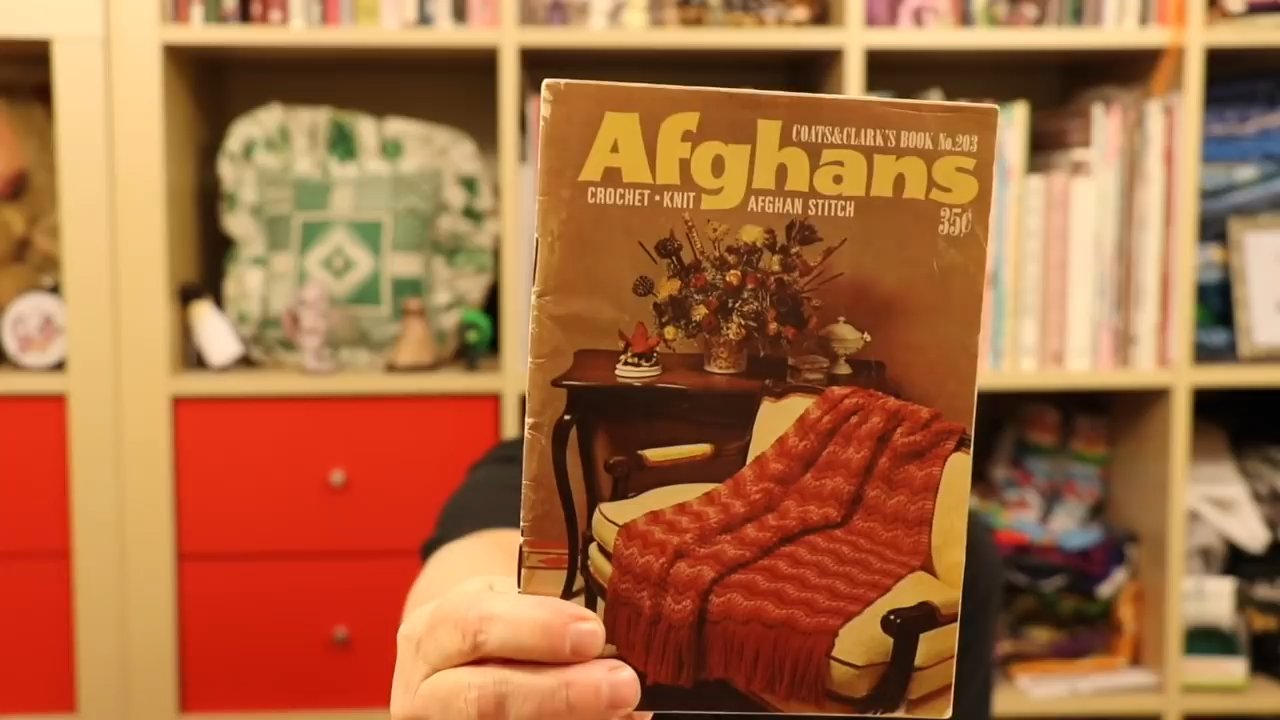 COATS&CLARK'S BOOK No.203
Afghans
CROCHET • KNIT AFGHAN STITCH
35¢